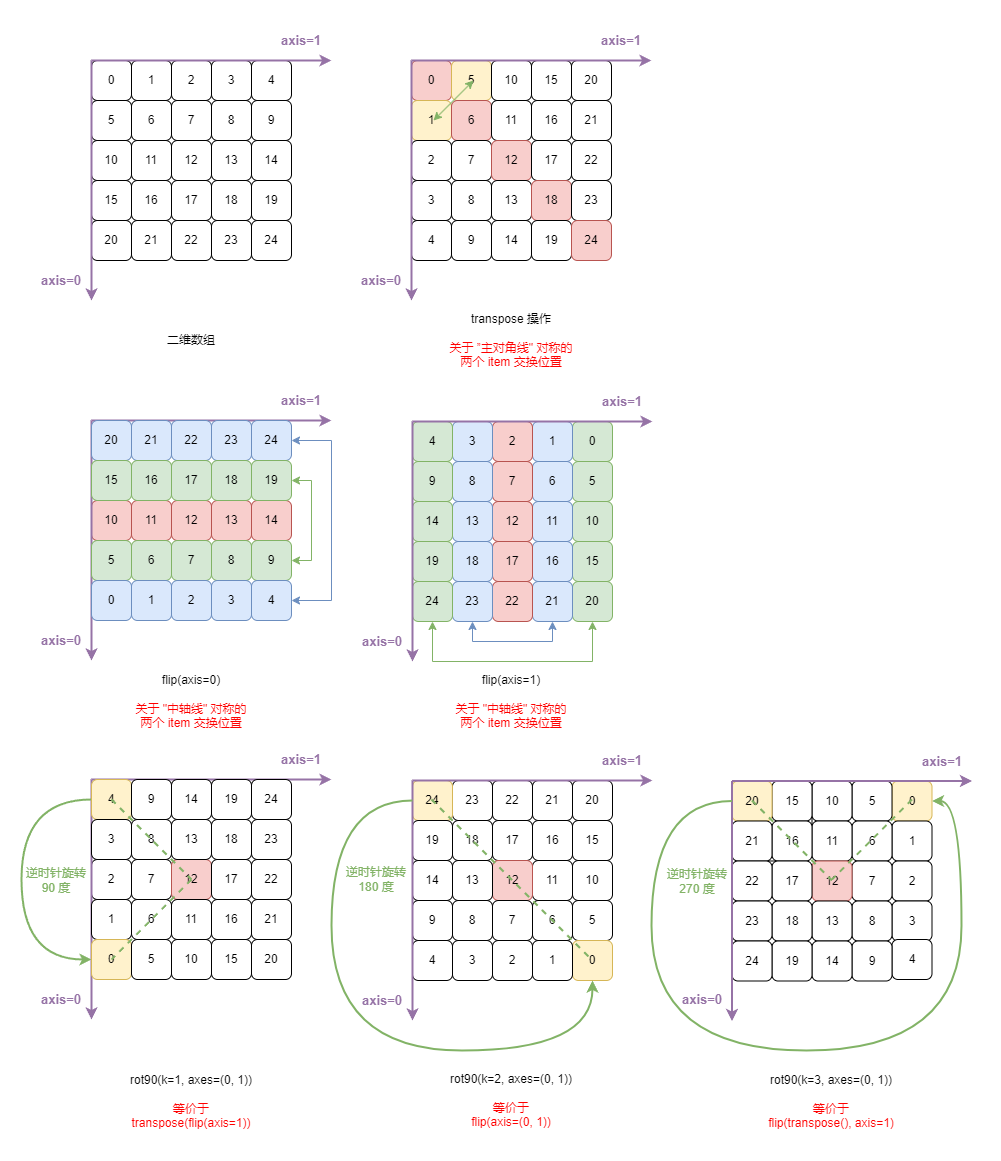 axis=1
0 1 2 3 4
5 6 7 8 9
10 11 12 13 14
15 16 17 18 19
20 21 22 23 24
axis=0
二维数组
axis=1
0 5 10 15 20
1 6 11 16 21
2 7 12 17 22
3 8 13 18 23
4 9 14 19 24
axis=0
transpose 操作
关于 "主对角线" 对称的
两个 item 交换位置
axis=1
20 21 22 23 24
15 16 17 18 19
10 11 12 13 14
5 6 7 8 9
0 1 2 3 4
axis=0
flip(axis=0)
关于 "中轴线" 对称的
两个 item 交换位置
axis=1
4 3 2 1 0
9 8 7 6 5
14 13 12 11 10
19 18 17 16 15
24 23 22 21 20
axis=0
flip(axis=1)
关于 "中轴线" 对称的
两个 item 交换位置
axis=1
4 9 14 19 24
3 8 13 18 23
2 7 12 17 22
1 6 11 16 21
0 5 10 15 20
逆时针旋转
90 度
axis=0
rot90(k=1, axes=(0, 1))
等价于
transpose(flip(axis=1))
axis=1
24 23 22 21 20
19 18 17 16 15
14 13 12 11 10
9 8 7 6 5
4 3 2 1 0
逆时针旋转
180 度
axis=0
rot90(k=2, axes=(0, 1))
等价于
flip(axis=(0, 1))
axis=1
20 15 10 5 0
21 16 11 6 1
22 17 12 7 2
23 18 13 8 3
24 19 14 9 4
逆时针旋转
270 度
axis=0
rot90(k=3, axes=(0, 1))
等价于
flip(transpose(), axis=1)